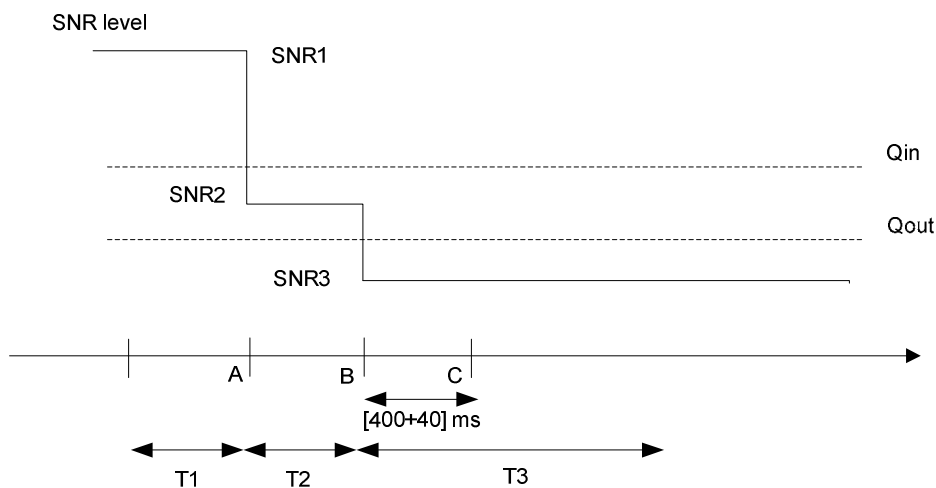 SNR level
SNR1
Qin
SNR2
Qout
SNR3
A
B
C
[400+40] ms
T1
T2
T3